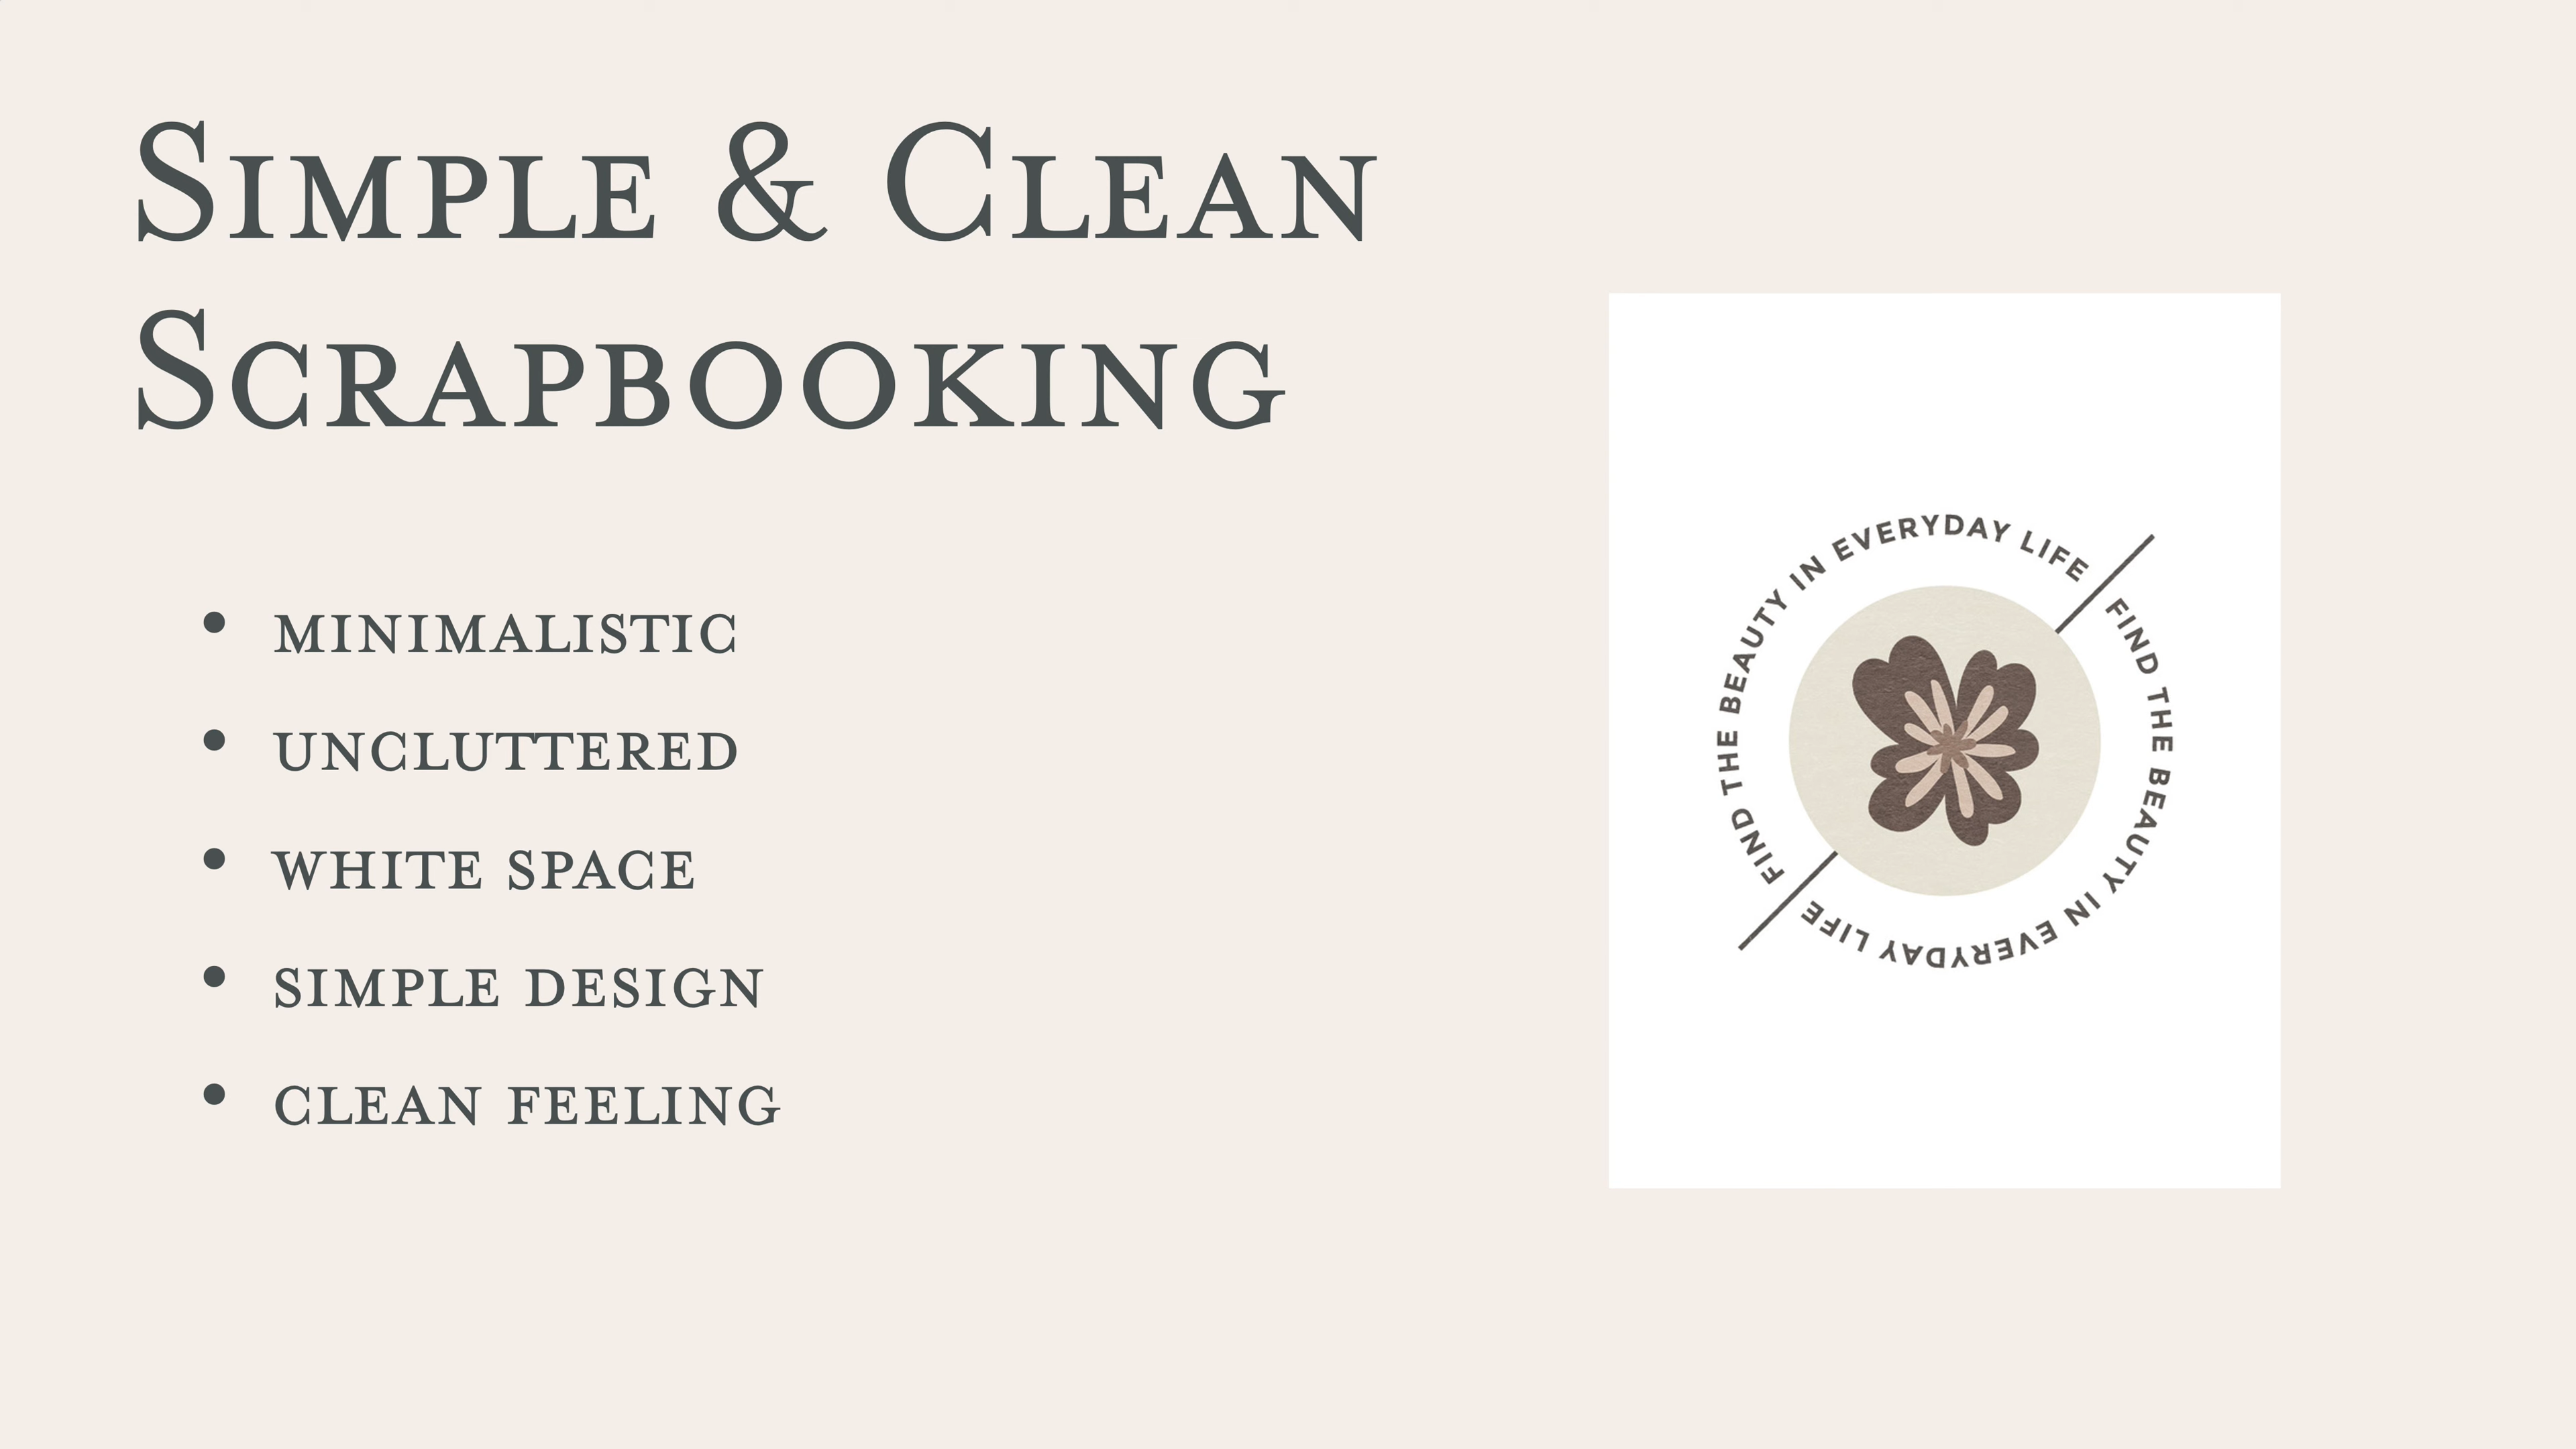 Simple & Clean
Scrapbooking
• minimalistic
• uncluttered
• white space
• simple design
• clean feeling
FIND THE BEAUTY IN EVERYDAY LIFE
FIND THE BEAUTY IN EVERYDAY LIFE